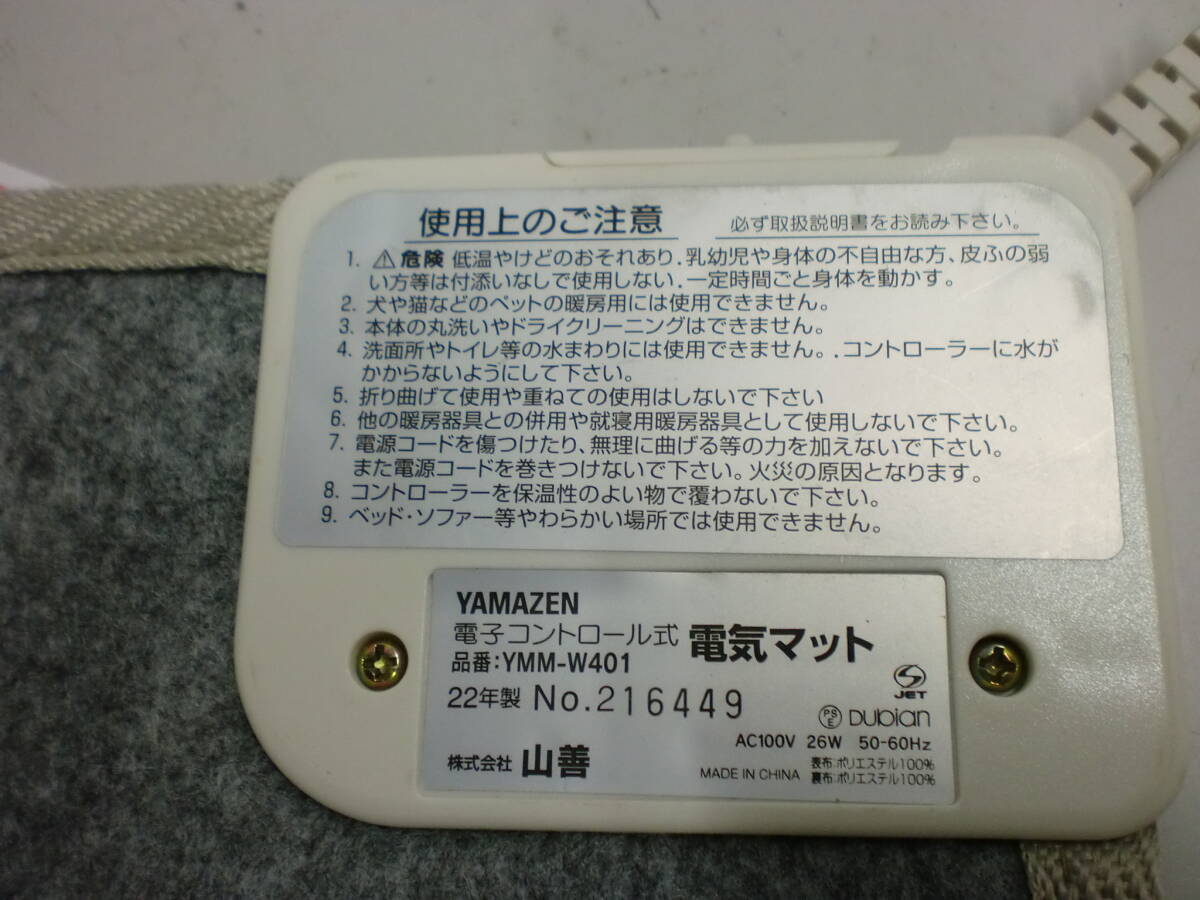 使用上のご注意 必ず取扱説明書をお読み下さい。
1. ⚠危険 低温やけどのおそれあり.乳幼児や身体の不自由な方、皮ふの弱
い方等は付添いなしで使用しない.一定時間ごと身体を動かす。
2. 犬や猫などのペットの暖房用には使用できません。
3. 本体の丸洗いやドライクリーニングはできません。
4. 洗面所やトイレ等の水まわりには使用できません。.コントローラーに水が
かからないようにして下さい。
5. 折り曲げて使用や重ねての使用はしないで下さい
6. 他の暖房器具との併用や就寝用暖房器具として使用しないで下さい。
7. 電源コードを傷つけたり、無理に曲げる等の力を加えないで下さい。
また電源コードを巻きつけないで下さい。火災の原因となります。
8. コントローラーを保温性のよい物で覆わないで下さい。
9. ベッド・ソファー等やわらかい場所では使用できません。
YAMAZEN
電子コントロール式 電気マット
品番:YMM-W401
22年製 No.216449
JET
PSE Dubian
AC100V 26W 50-60Hz
株式会社 山善
MADE IN CHINA 表布:ポリエステル100%
裏布:ポリエステル100%